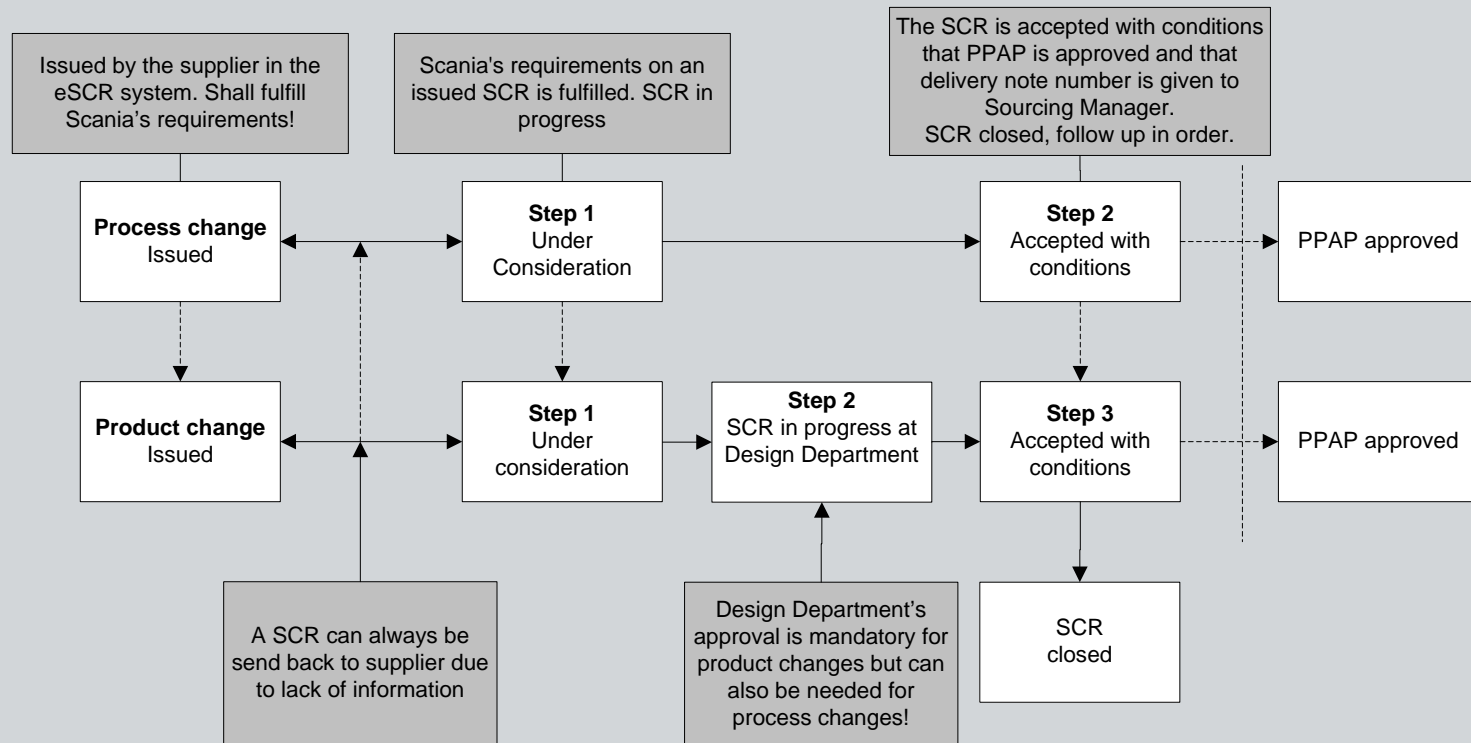 Issued by the supplier in the
eSCR system. Shall fulfill
Scania’s requirements!
Scania's requirements on an
issued SCR is fulfilled. SCR in
progress
The SCR is accepted with conditions
that PPAP is approved and that
delivery note number is given to
Sourcing Manager.
SCR closed, follow up in order.
Process change
Issued
Step 1
Under
Consideration
Step 2
Accepted with
conditions
PPAP approved
Product change
Issued
Step 1
Under
consideration
Step 2
SCR in progress at
Design Department
Step 3
Accepted with
conditions
PPAP approved
A SCR can always be
send back to supplier due
to lack of information
Design Department’s
approval is mandatory for
product changes but can
also be needed for
process changes!
SCR
closed